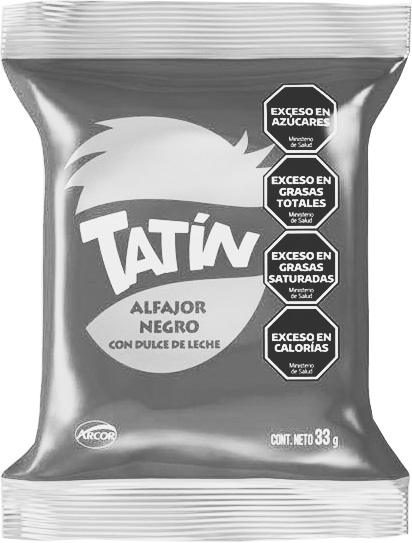 EXCESO EN
AZÚCARES
Ministerio
de Salud
EXCESO EN
GRASAS
TOTALES
Ministerio
de Salud
EXCESO EN
GRASAS
SATURADAS
Ministerio
de Salud
EXCESO EN
CALORÍAS
Ministerio
de Salud
TATÍN
ALFAJOR
NEGRO
CON DULCE DE LECHE
ARCOR
CONT. NETO 33 g